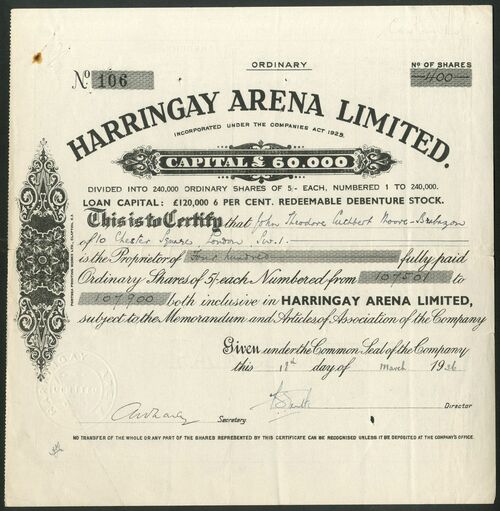 ORDINARY
Nº OF SHARES
Nº 106
400
HARRINGAY ARENA LIMITED.
INCORPORATED UNDER THE COMPANIES ACT 1929.
CAPITAL £ 60,000
DIVIDED INTO 240,000 ORDINARY SHARES OF 5/- EACH, NUMBERED 1 TO 240,000.
LOAN CAPITAL: £120,000 6 PER CENT. REDEEMABLE DEBENTURE STOCK.
This is to Certify that John Theodore Cuthbert Moore-Brabazon
of 10 Chester Square, London, S.W.1.
is the Proprietor of Four hundred fully paid
Ordinary Shares of 5/- each Numbered from 107501 to
107900 both inclusive in HARRINGAY ARENA LIMITED,
subject to the Memorandum and Articles of Association of the Company
Given under the Common Seal of the Company
this 18th day of March 1936
Secretary.
Director
NO TRANSFER OF THE WHOLE OR ANY PART OF THE SHARES REPRESENTED BY THIS CERTIFICATE CAN BE RECOGNISED UNLESS IT BE DEPOSITED AT THE COMPANY'S OFFICE.